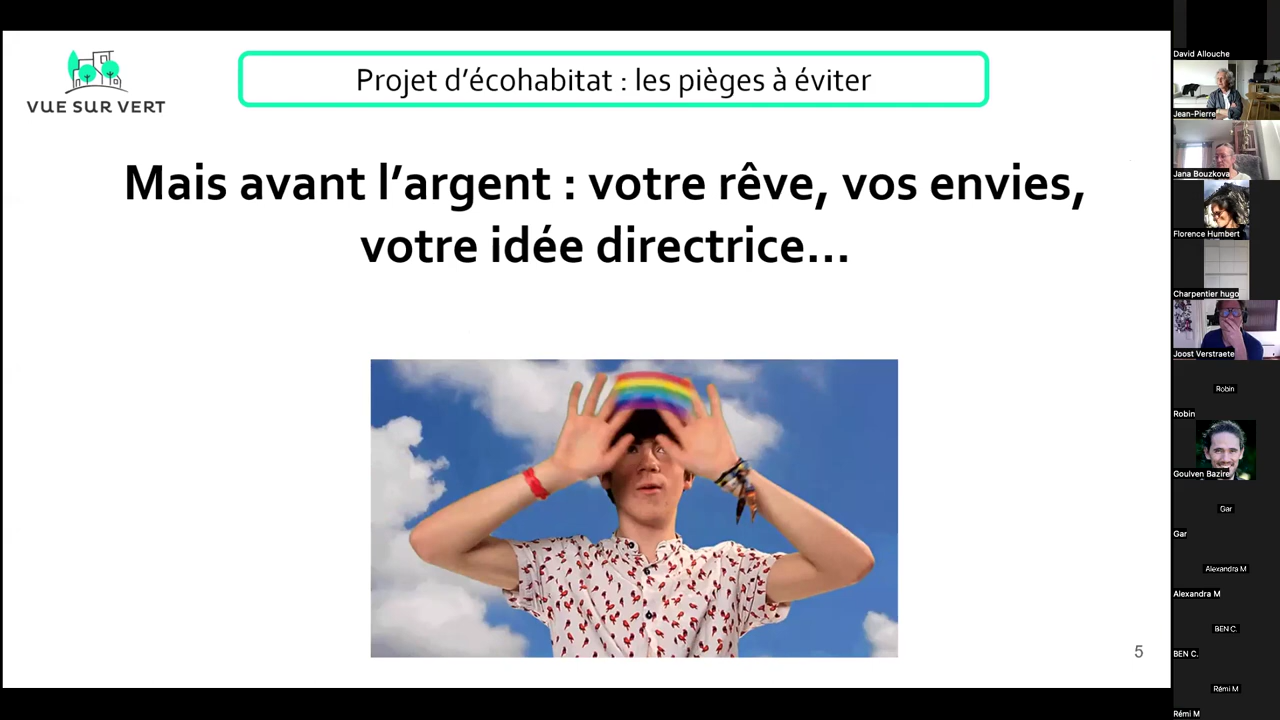 VUE SUR VERT
Projet d’écohabitat : les pièges à éviter
Mais avant l’argent : votre rêve, vos envies,
votre idée directrice...
5
David Allouche
Jean-Pierre
Jana Bouzkova
Florence Humbert
Charpentier hugo
Joost Verstraete
Robin
Robin
Goulven Bazire
Gar
Gar
Alexandra M
Alexandra M
BEN C.
BEN C.
Rémi M
Rémi M